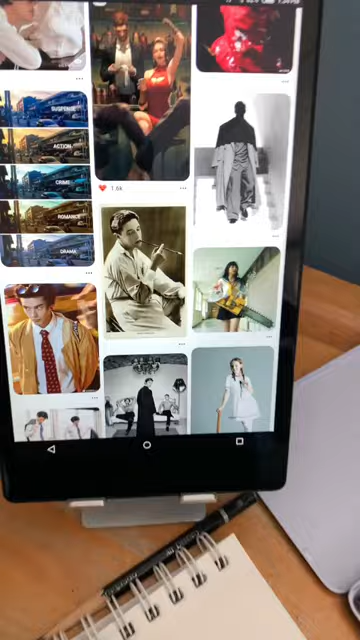 SUSPENSE
ACTION
CRIME
ROMANCE
DRAMA
1.6k